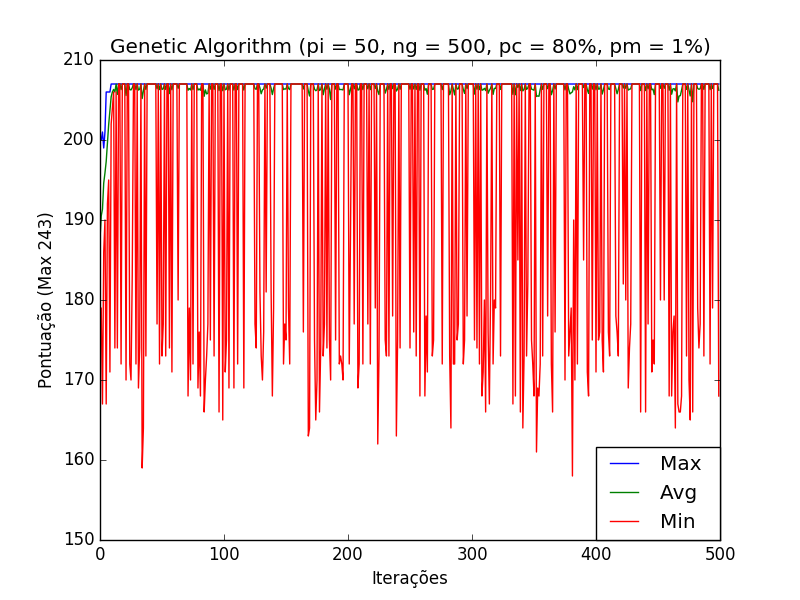 Genetic Algorithm (pi = 50, ng = 500, pc = 80%, pm = 1%)
210
200
190
180
170
160
150
Pontuação (Max 243)
Max
Avg
Min
0 100 200 300 400 500
Iterações